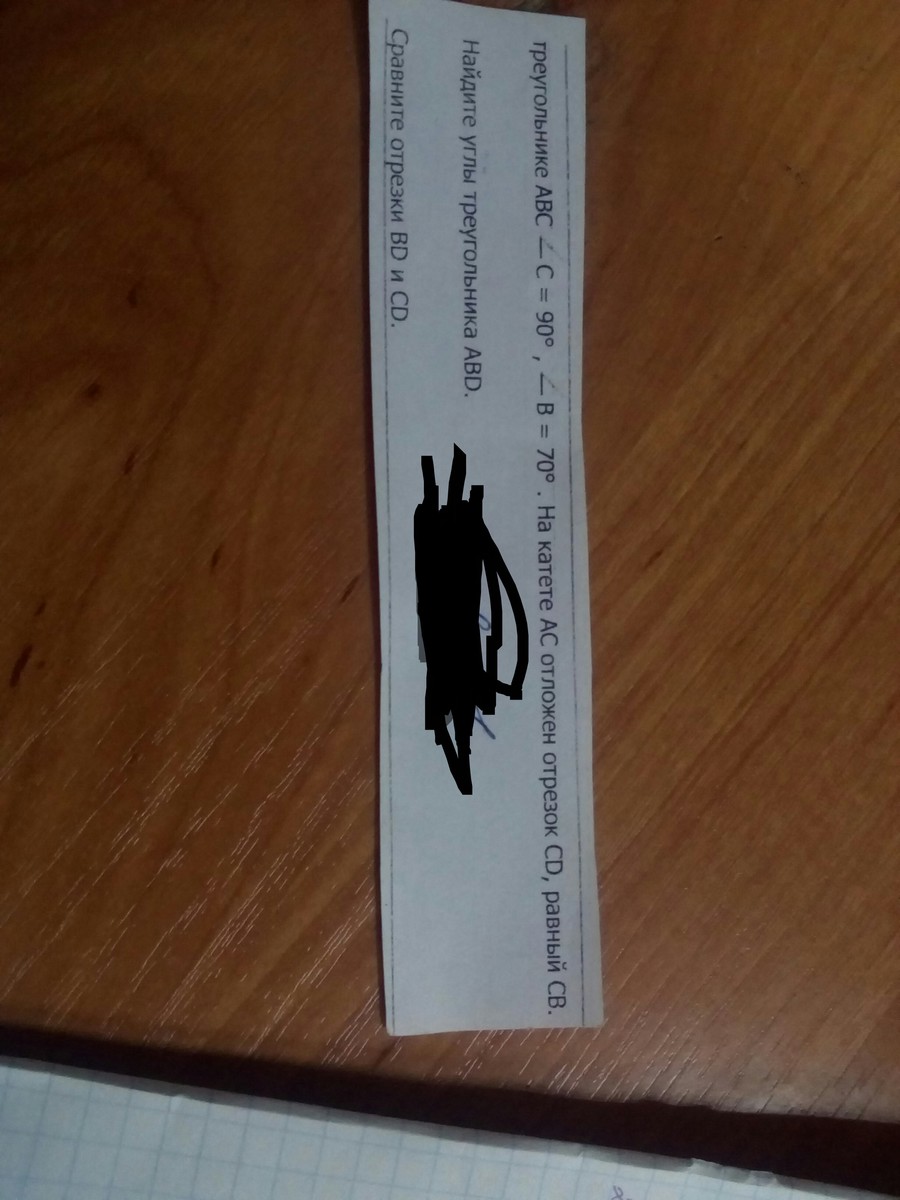 треугольнике ABC ∠ C = 90° , ∠ B = 70° . На катете AC отложен отрезок CD, равный CB.
Найдите углы треугольника ABD.
Сравните отрезки BD и CD.